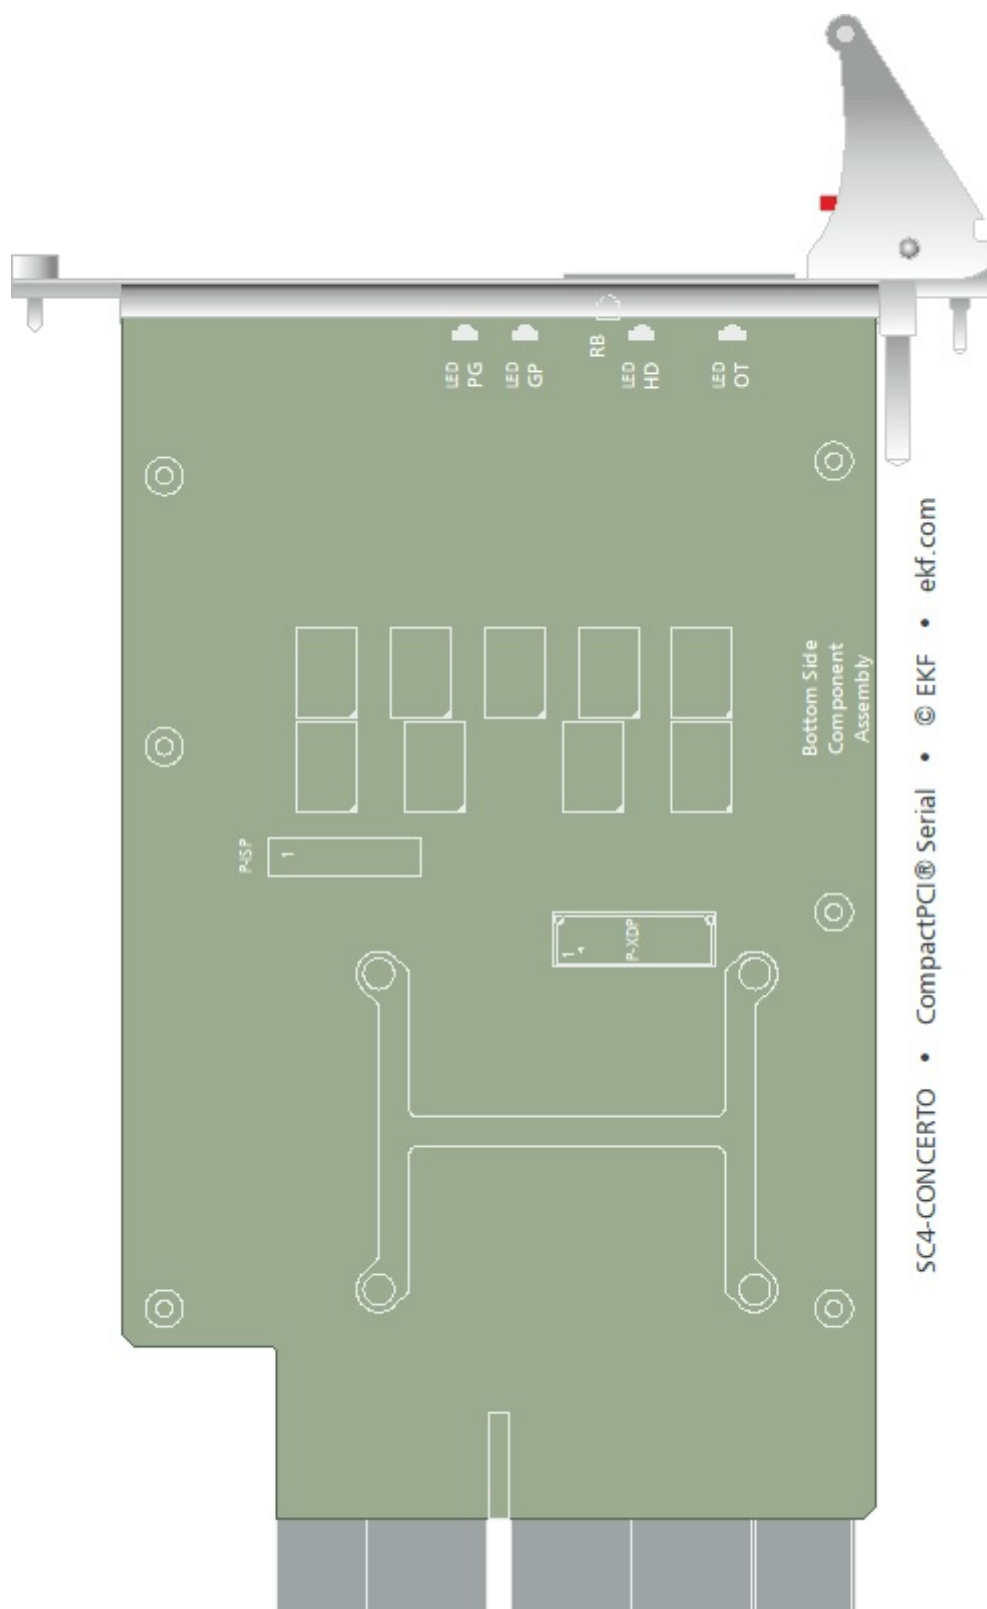 LED
PG
LED
GP
RB
LED
HD
LED
OT
Bottom Side
Component
Assembly
P-ISP
1
1
P-XDP
SC4-CONCERTO • CompactPCI® Serial • © EKF • ekf.com